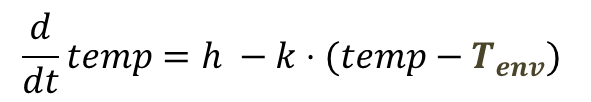 d/dt temp = h − k · (temp − T_env)